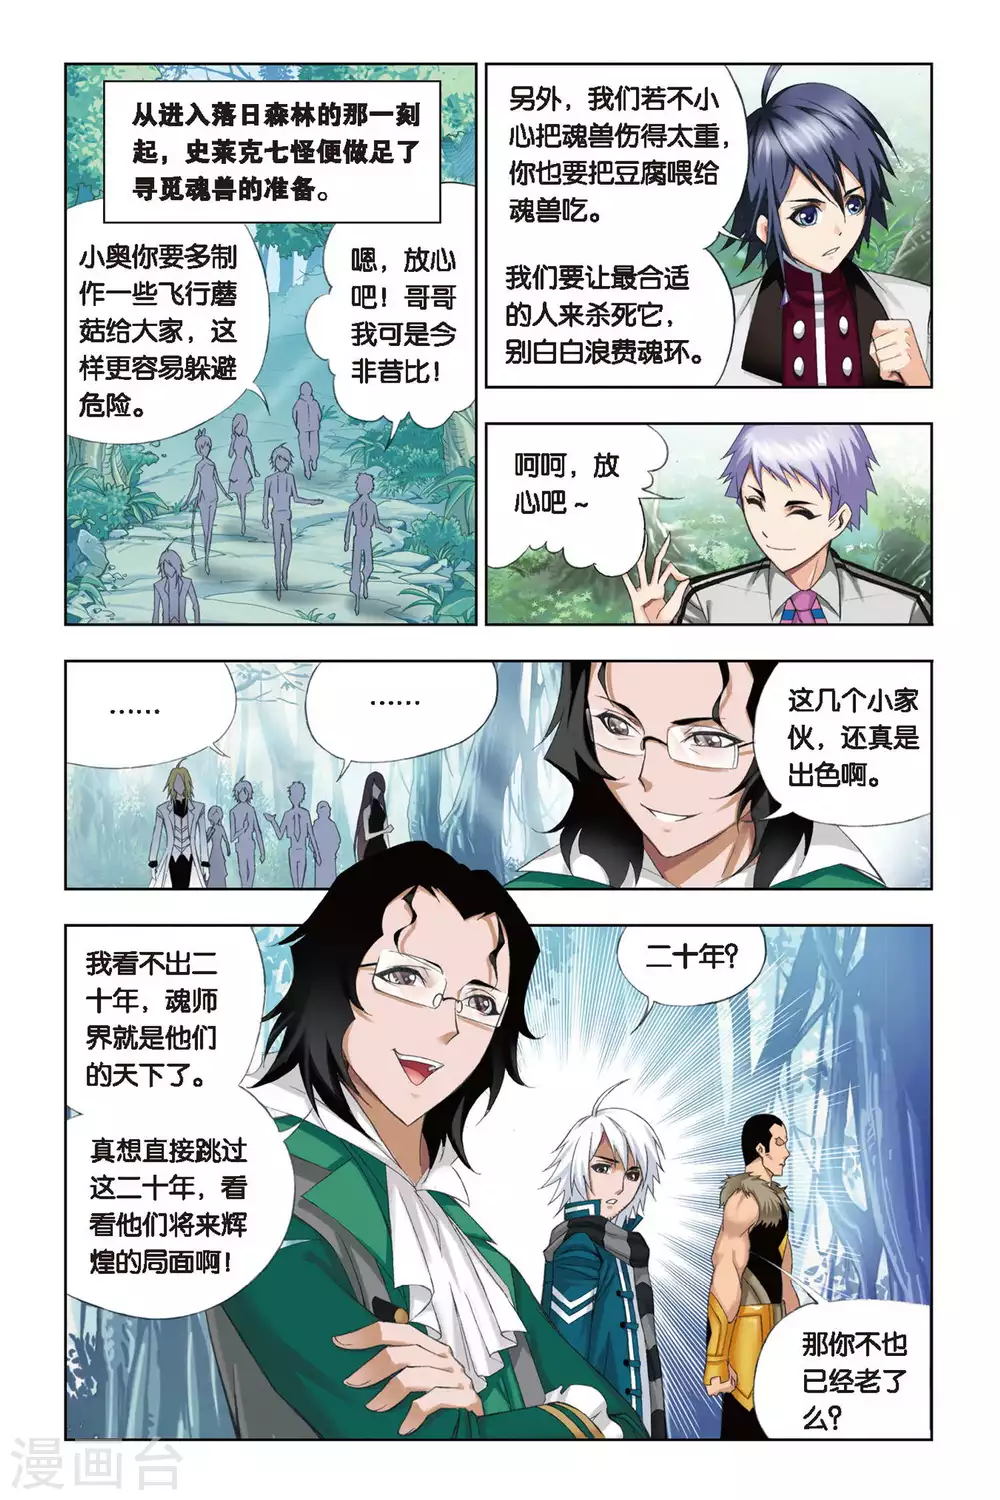 从进入落日森林的那一刻
起，史莱克七怪便做足了
寻觅魂兽的准备。
小奥你要多制
作一些飞行蘑
菇给大家，这
样更容易躲避
危险。
嗯，放心
吧！哥哥
我可是今
非昔比！
另外，我们若不小
心把魂兽伤得太重，
你也要把豆腐喂给
魂兽吃。
我们要让最合适
的人来杀死它，
别白白浪费魂环。
呵呵，放
心吧～
……
……
这几个小家
伙，还真是
出色啊。
我看不出二
十年，魂师
界就是他们
的天下了。
真想直接跳过
这二十年，看
看他们将来辉
煌的局面啊！
二十年？
那你不也
已经老了
么？
漫画台